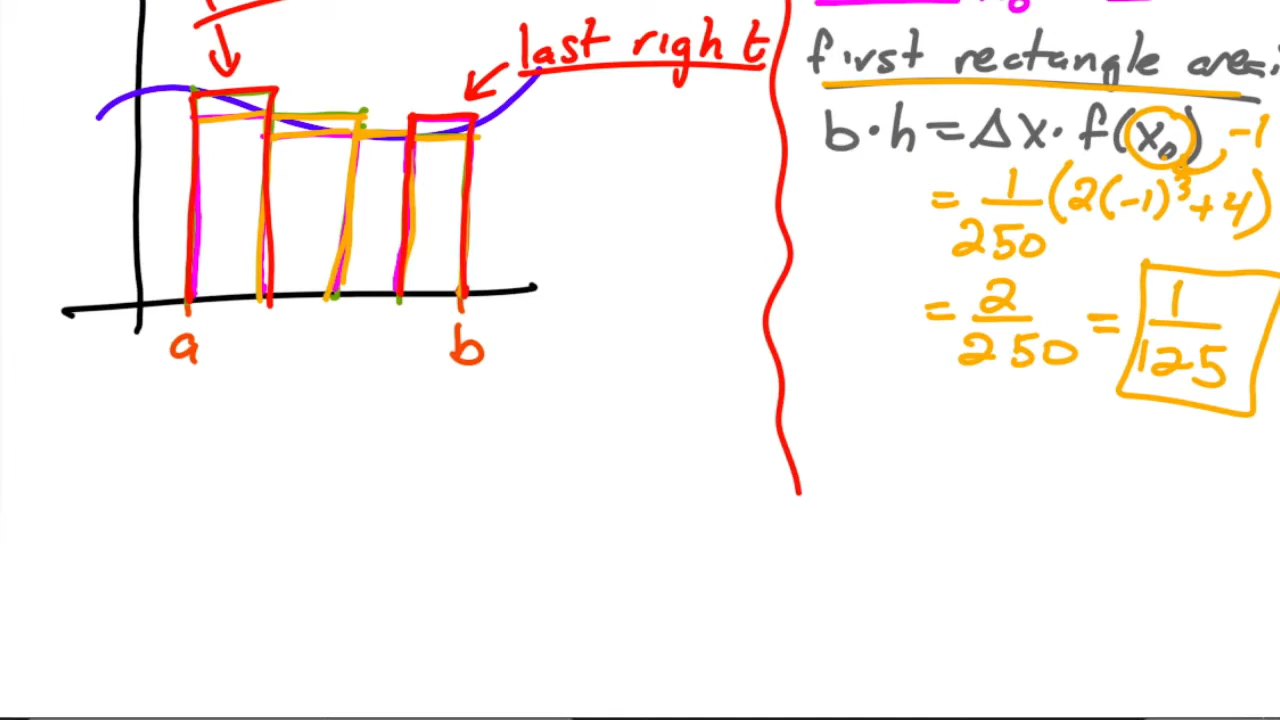 last right
a
b
first rectangle area:
b·h = Δx·f(x₀) -1
= 1/250 (2(-1)³+4)
= 2/250 = 1/125